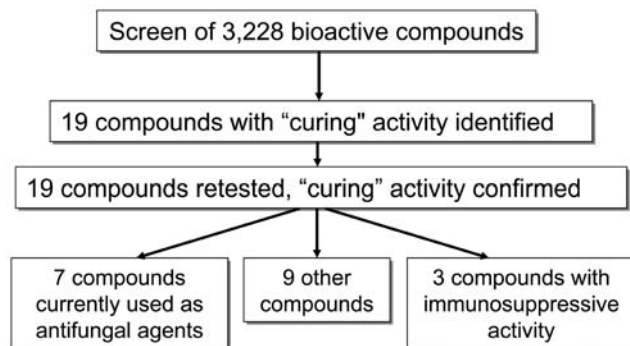 Screen of 3,228 bioactive compounds
19 compounds with “curing" activity identified
19 compounds retested, “curing” activity confirmed
7 compounds
currently used as
antifungal agents
9 other
compounds
3 compounds with
immunosuppressive
activity